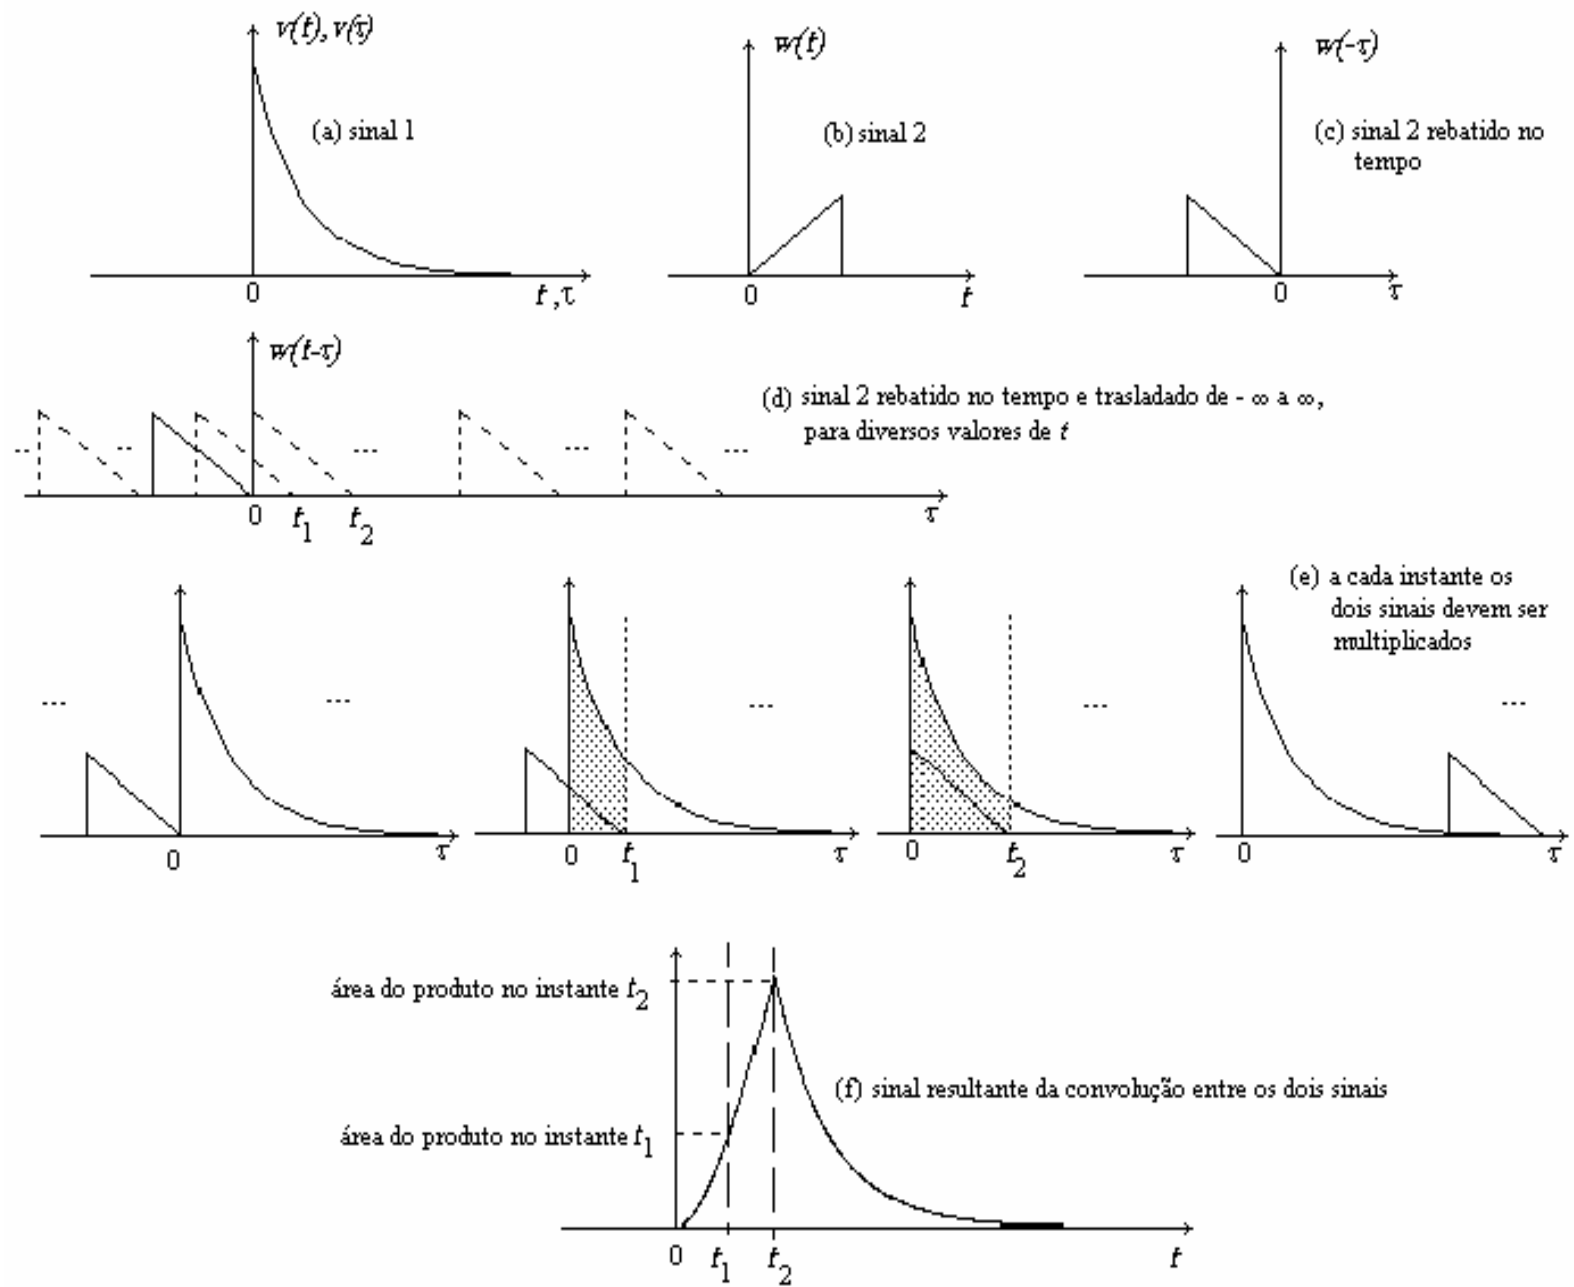 v(t), v(τ)
(a) sinal 1
0
t, τ
w(t)
(b) sinal 2
0
t
w(-τ)
(c) sinal 2 rebatido no
tempo
0
τ
w(t-τ)
(d) sinal 2 rebatido no tempo e trasladado de - ∞ a ∞,
para diversos valores de t
...
...
...
...
...
0
t1
t2
τ
(e) a cada instante os
dois sinais devem ser
multiplicados
...
...
0
τ
...
0
t1
τ
...
0
t2
τ
...
0
τ
área do produto no instante t2
(f) sinal resultante da convolução entre os dois sinais
área do produto no instante t1
0
t1
t2
t